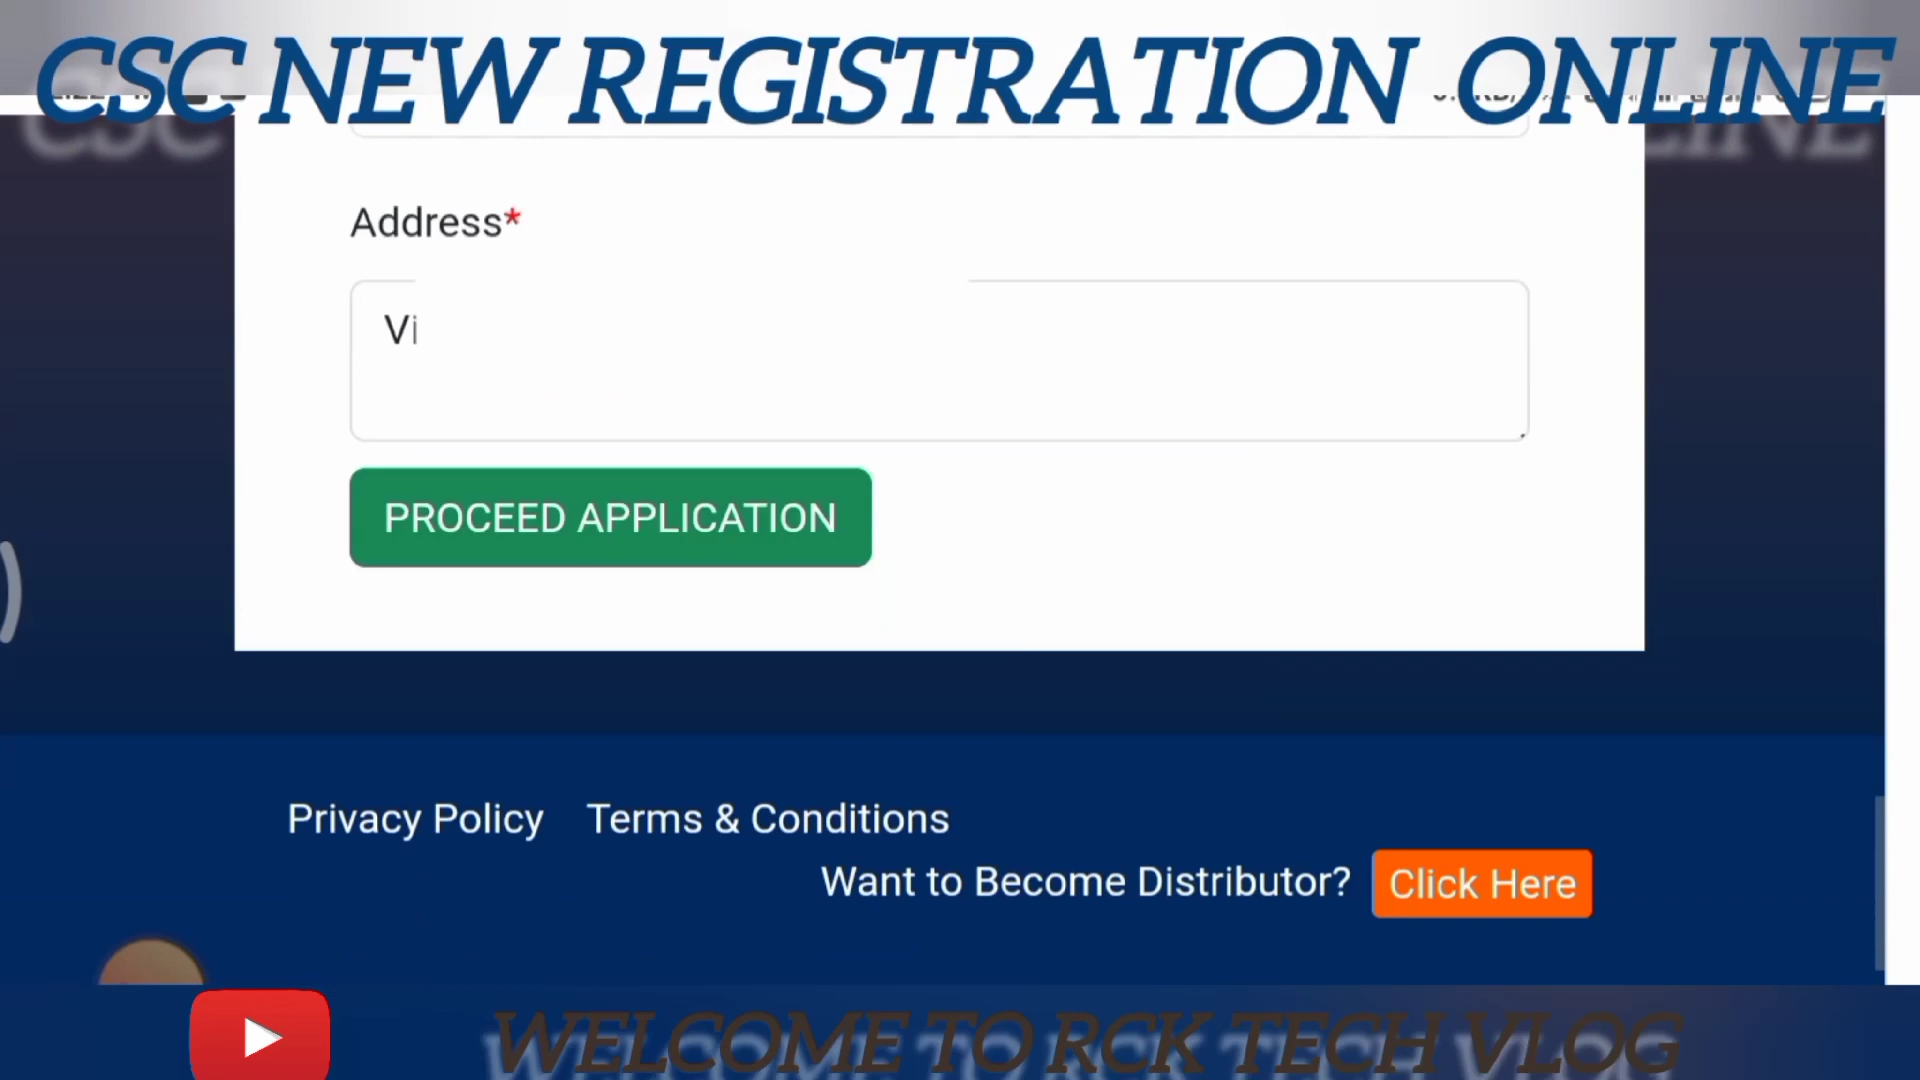 CSC NEW REGISTRATION ONLINE
Address*
Vi
PROCEED APPLICATION
Privacy Policy Terms & Conditions
Want to Become Distributor? Click Here
WELCOME TO RCK TECH VLOG